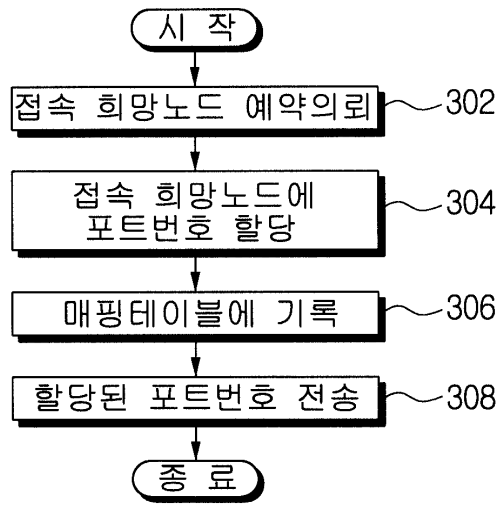 시 작
접속 희망노드 예약의뢰
302
접속 희망노드에
포트번호 할당
304
매핑테이블에 기록
306
할당된 포트번호 전송
308
종 료